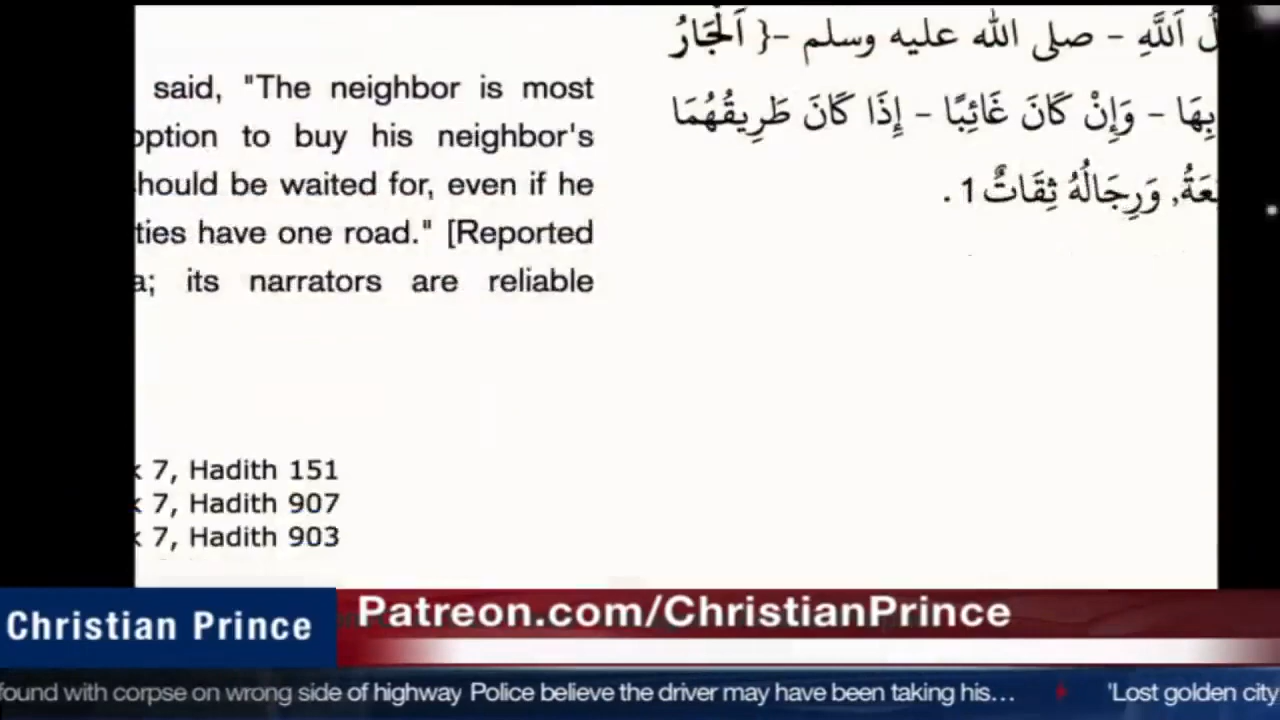 said, "The neighbor is most
option to buy his neighbor's
should be waited for, even if he
ties have one road." [Reported
a; its narrators are reliable
اَللَّهِ - صلى الله عليه وسلم -{ اَلْجَارُ
بِهَا - وَإِنْ كَانَ غَائِبًا - إِذَا كَانَ طَرِيقُهُمَا
وَرِجَالُهُ ثِقَاتٌ 1 .
k 7, Hadith 151
k 7, Hadith 907
k 7, Hadith 903
Christian Prince
Patreon.com/ChristianPrince
found with corpse on wrong side of highway Police believe the driver may have been taking his... 'Lost golden city